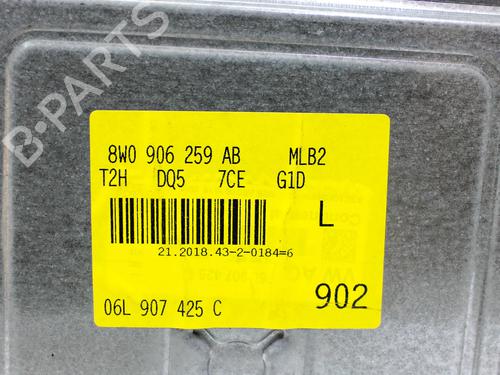 B-PARTS
8W0 906 259 AB MLB2
T2H DQ5 7CE G1D
L
21.2018.43-2-0184=6
06L 907 425 C 902